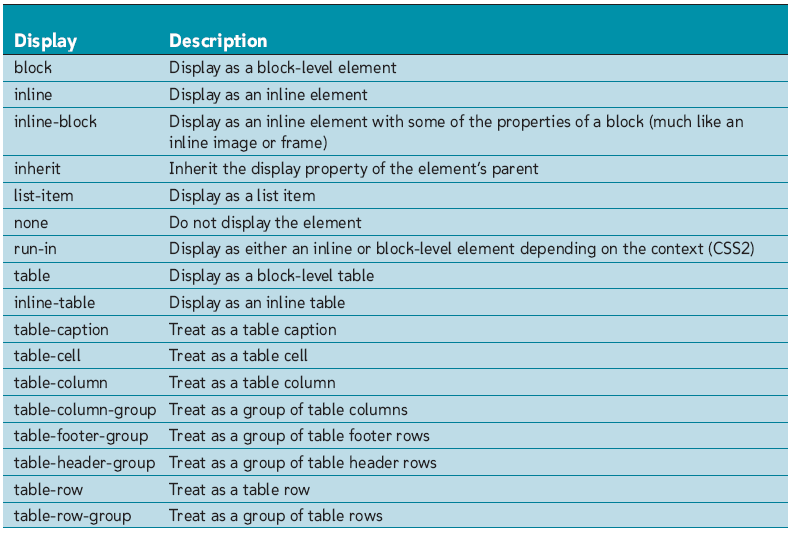 Display Description
block Display as a block-level element
inline Display as an inline element
inline-block Display as an inline element with some of the properties of a block (much like an
inline image or frame)
inherit Inherit the display property of the element’s parent
list-item Display as a list item
none Do not display the element
run-in Display as either an inline or block-level element depending on the context (CSS2)
table Display as a block-level table
inline-table Display as an inline table
table-caption Treat as a table caption
table-cell Treat as a table cell
table-column Treat as a table column
table-column-group Treat as a group of table columns
table-footer-group Treat as a group of table footer rows
table-header-group Treat as a group of table header rows
table-row Treat as a table row
table-row-group Treat as a group of table rows